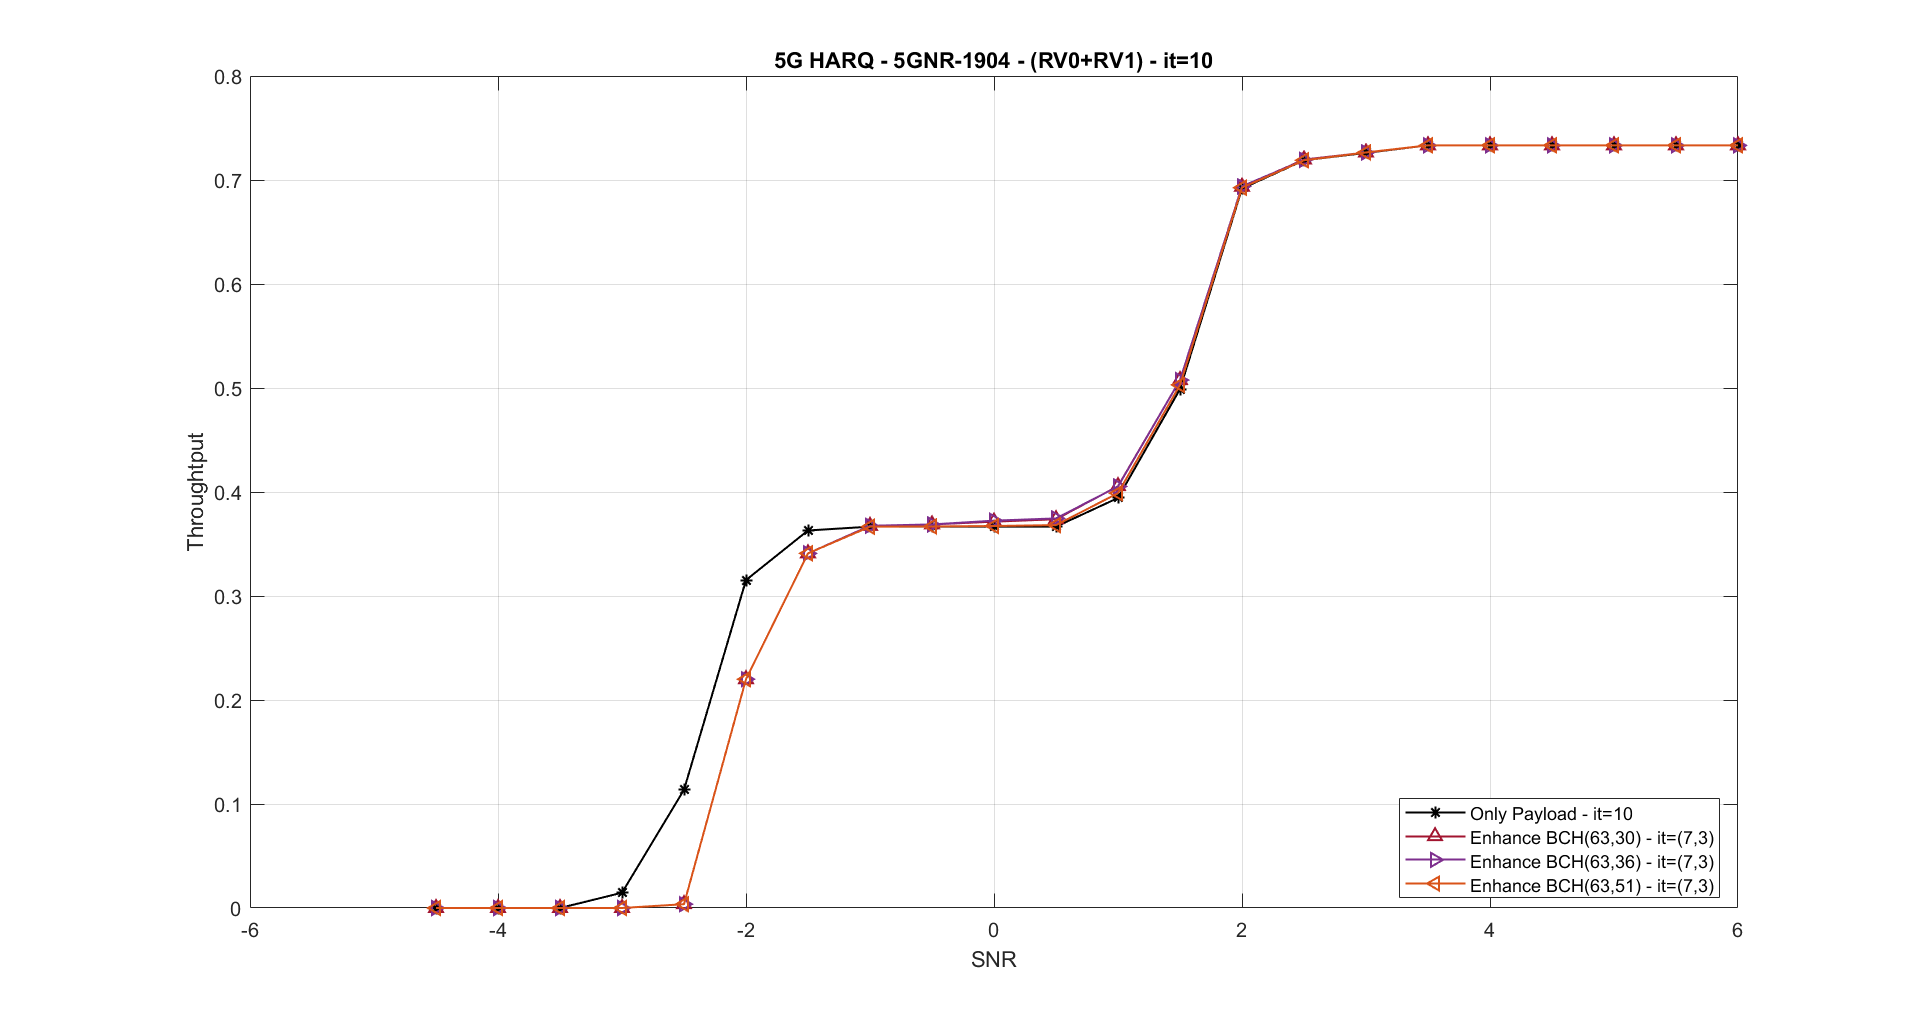 5G HARQ - 5GNR-1904 - (RV0+RV1) - it=10
0.8
0.7
0.6
0.5
0.4
0.3
0.2
0.1
0
Throughtput
-6
-4
-2
0
2
4
6
SNR
Only Payload - it=10
Enhance BCH(63,30) - it=(7,3)
Enhance BCH(63,36) - it=(7,3)
Enhance BCH(63,51) - it=(7,3)